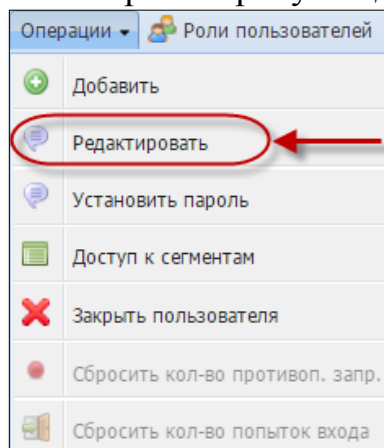 Операции Роли пользователей
Добавить
Редактировать
Установить пароль
Доступ к сегментам
Закрыть пользователя
Сбросить кол-во противоп. запр.
Сбросить кол-во попыток входа